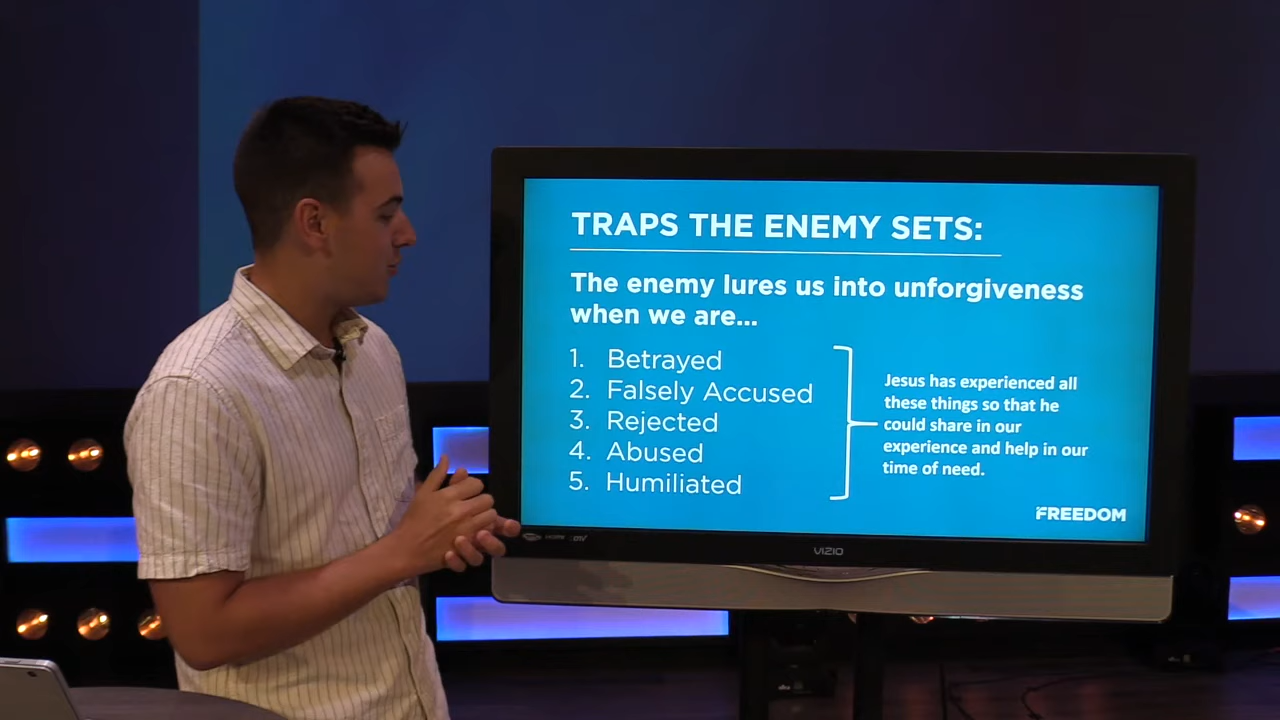 TRAPS THE ENEMY SETS:
The enemy lures us into unforgiveness
when we are...
1. Betrayed
2. Falsely Accused
3. Rejected
4. Abused
5. Humiliated
Jesus has experienced all
these things so that he
could share in our
experience and help in our
time of need.
FREEDOM
HDMI DTV
VIZIO